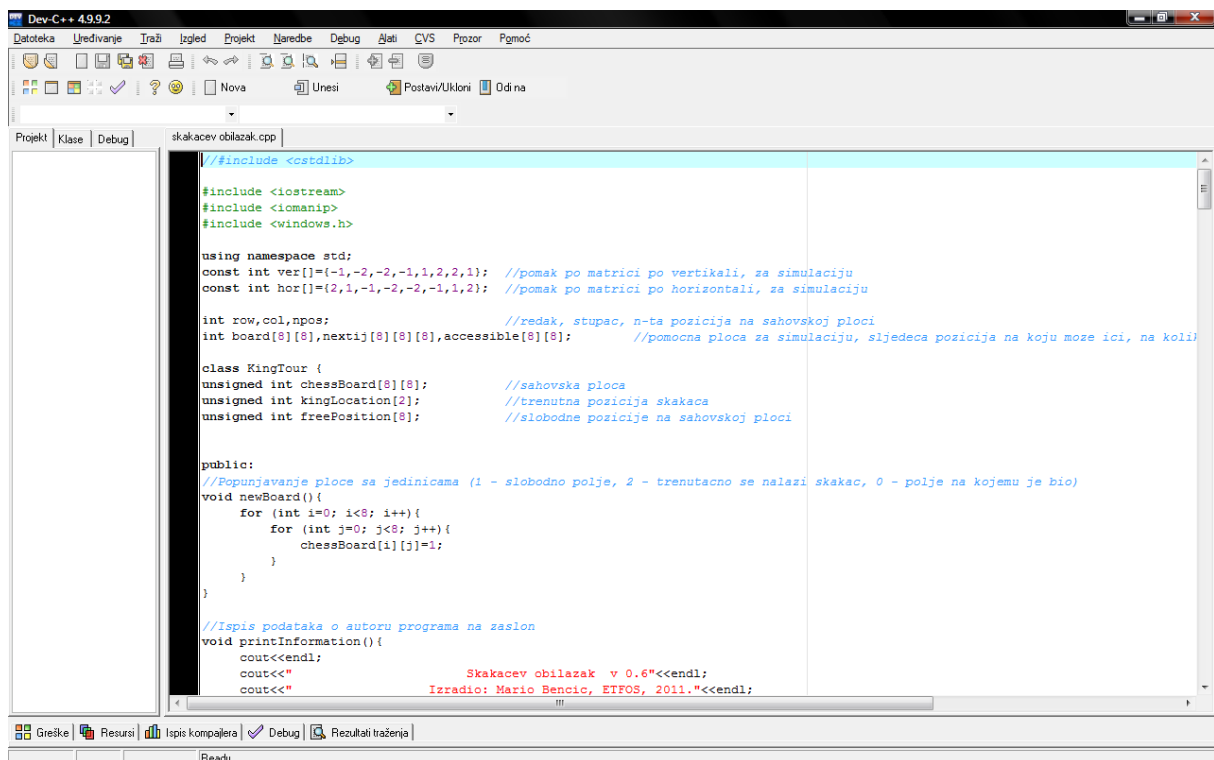 Dev-C++ 4.9.9.2
Datoteka Uređivanje Traži Izgled Projekt Naredbe Debug Alati CVS Prozor Pomoć
Nova Unesi Postavi/Ukloni Odi na
Projekt Klase Debug skakacev obilazak.cpp
//#include <cstdlib>
#include <iostream>
#include <iomanip>
#include <windows.h>
using namespace std;
const int ver[]={-1,-2,-2,-1,1,2,2,1}; //pomak po matrici po vertikali, za simulaciju
const int hor[]={2,1,-1,-2,-2,-1,1,2}; //pomak po matrici po horizontali, za simulaciju
int row,col,npos; //redak, stupac, n-ta pozicija na sahovskoj ploci
int board[8][8],nextij[8][8][8],accessible[8][8]; //pomocna ploca za simulaciju, sljedeca pozicija na koju moze ici, na kolik
class KingTour {
unsigned int chessBoard[8][8]; //sahovska ploca
unsigned int kingLocation[2]; //trenutna pozicija skakaca
unsigned int freePosition[8]; //slobodne pozicije na sahovskoj ploci
public:
//Popunjavanje ploce sa jedinicama (1 - slobodno polje, 2 - trenutacno se nalazi skakac, 0 - polje na kojemu je bio)
void newBoard(){
for (int i=0; i<8; i++){
for (int j=0; j<8; j++){
chessBoard[i][j]=1;
}
}
}
//Ispis podataka o autoru programa na zaslon
void printInformation(){
cout<<endl;
cout<<" Skakacev obilazak v 0.6"<<endl;
cout<<" Izradio: Mario Bencic, ETFOS, 2011."<<endl;
Greške Resursi Ispis kompajlera Debug Rezultati traženja
Ready